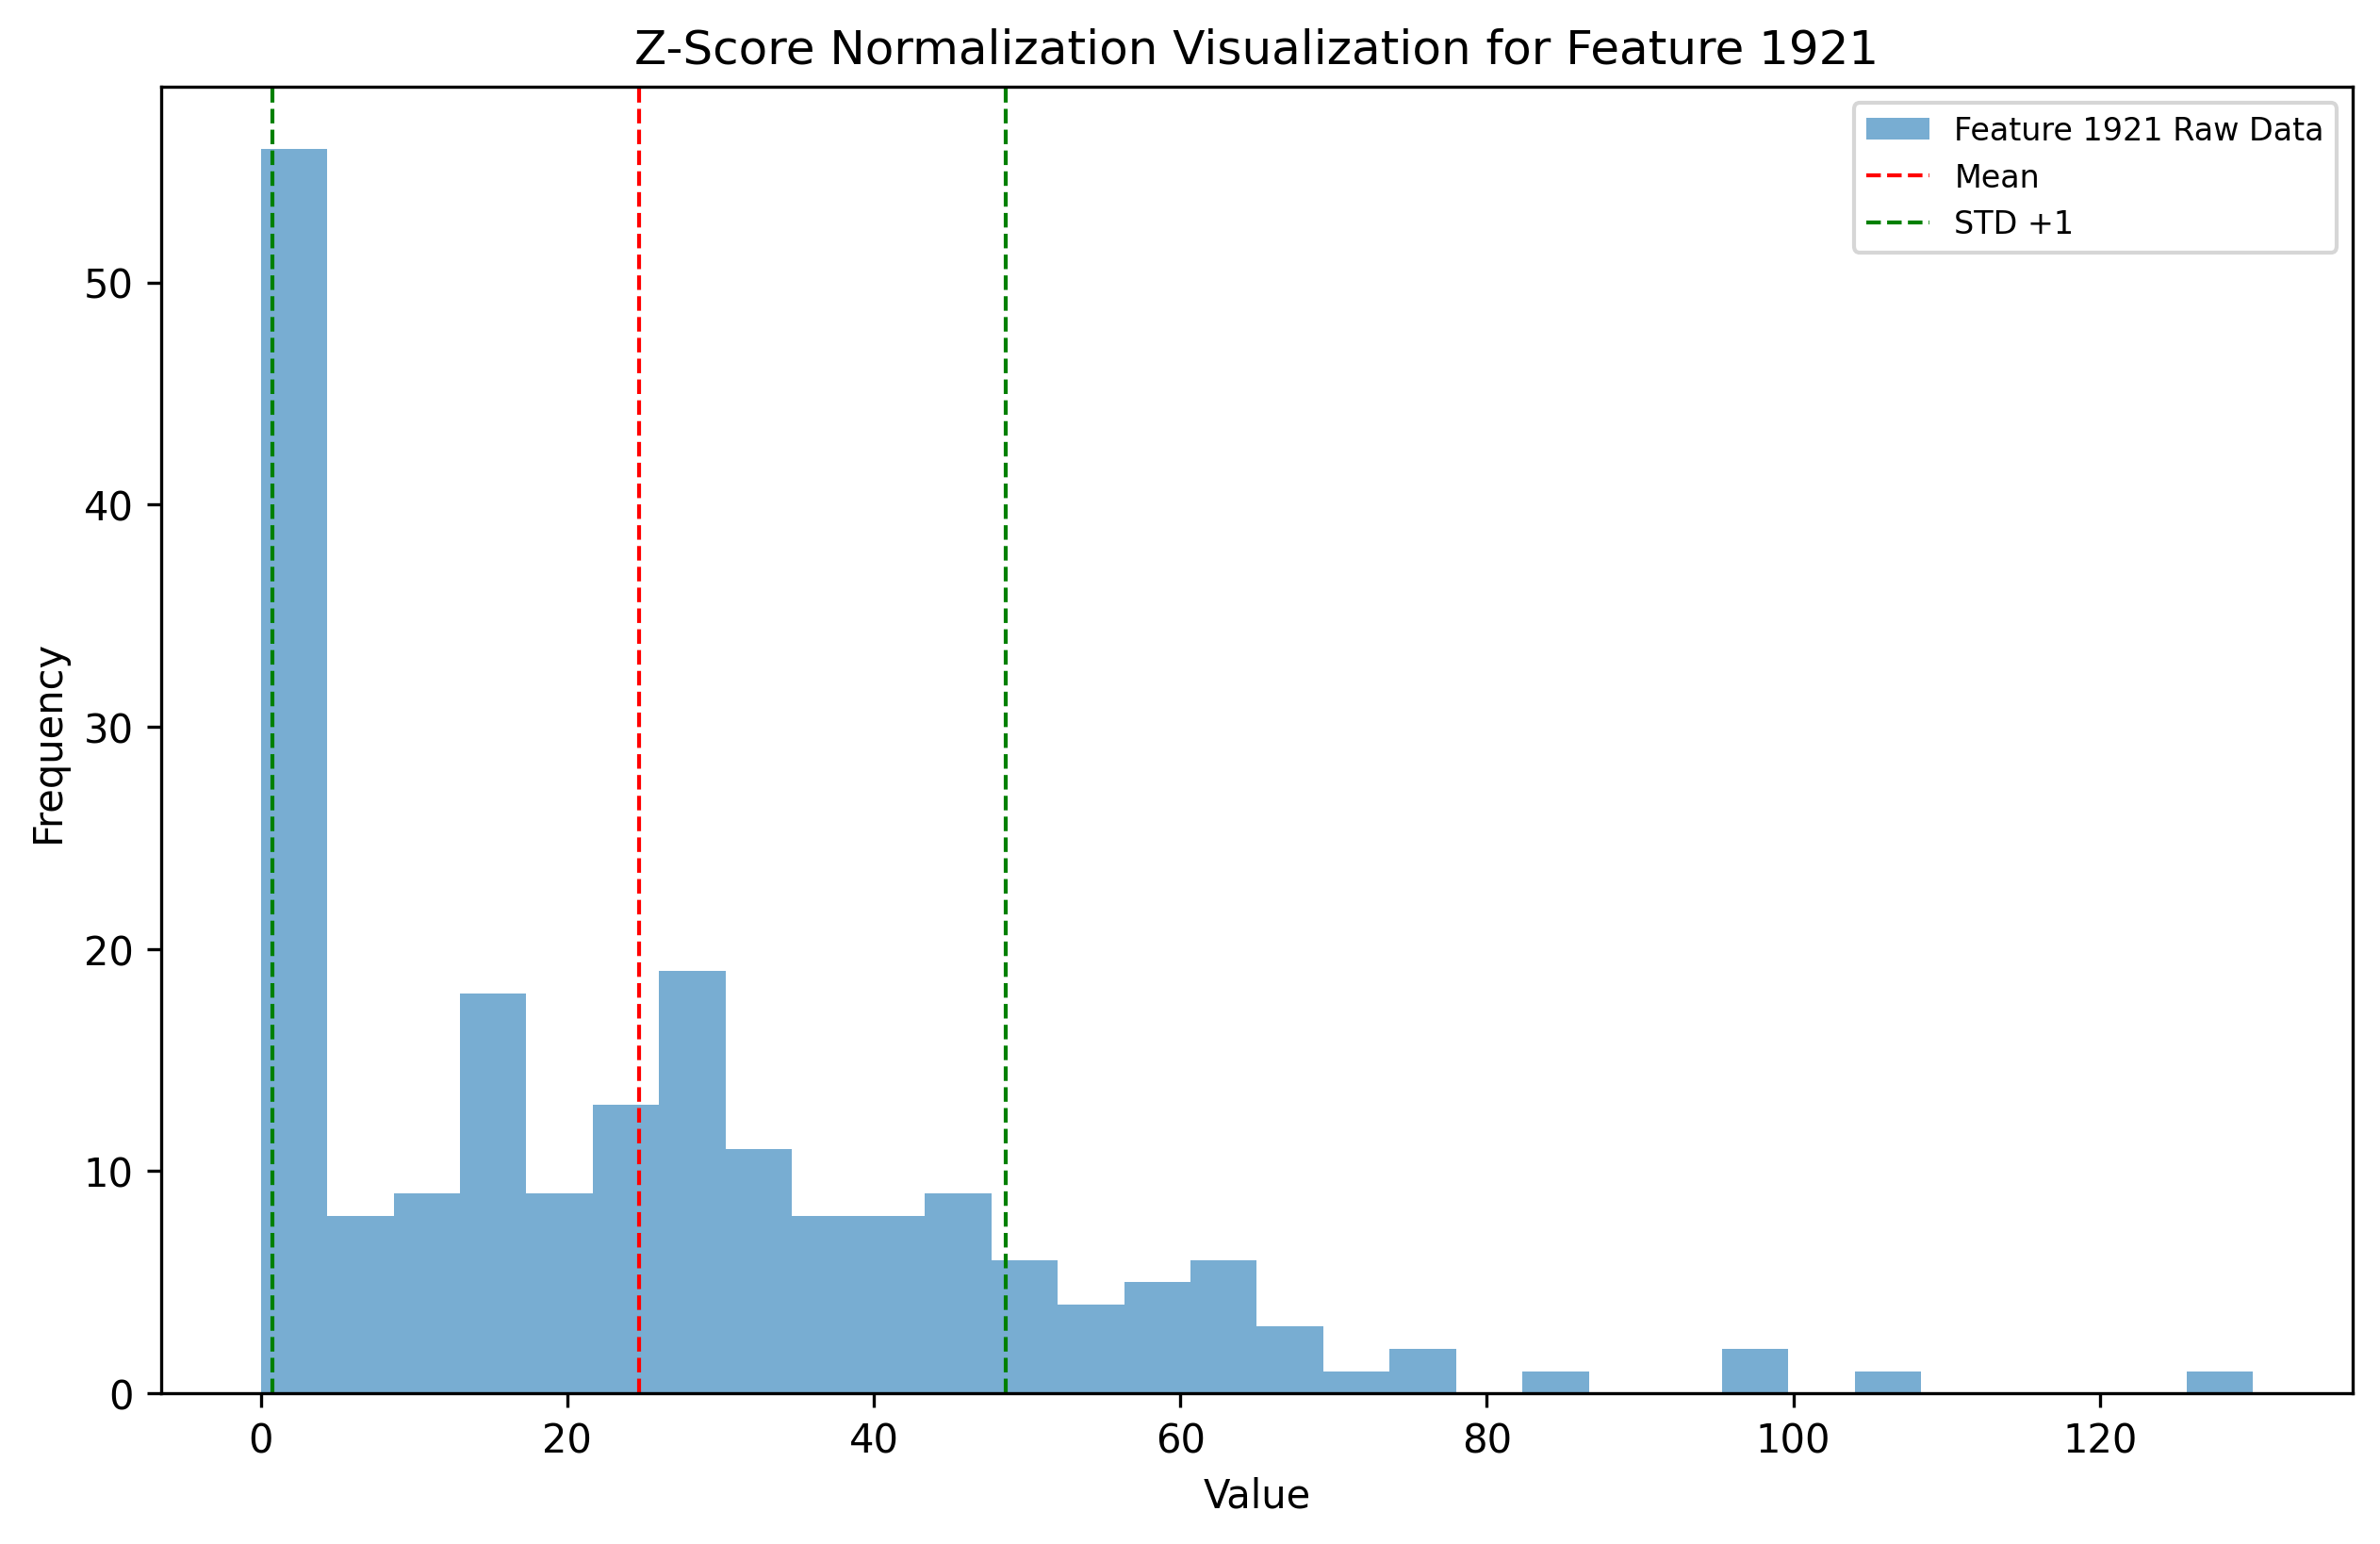 Z-Score Normalization Visualization for Feature 1921
Feature 1921 Raw Data
Mean
STD +1
Frequency
50
40
30
20
10
0
0 20 40 60 80 100 120
Value